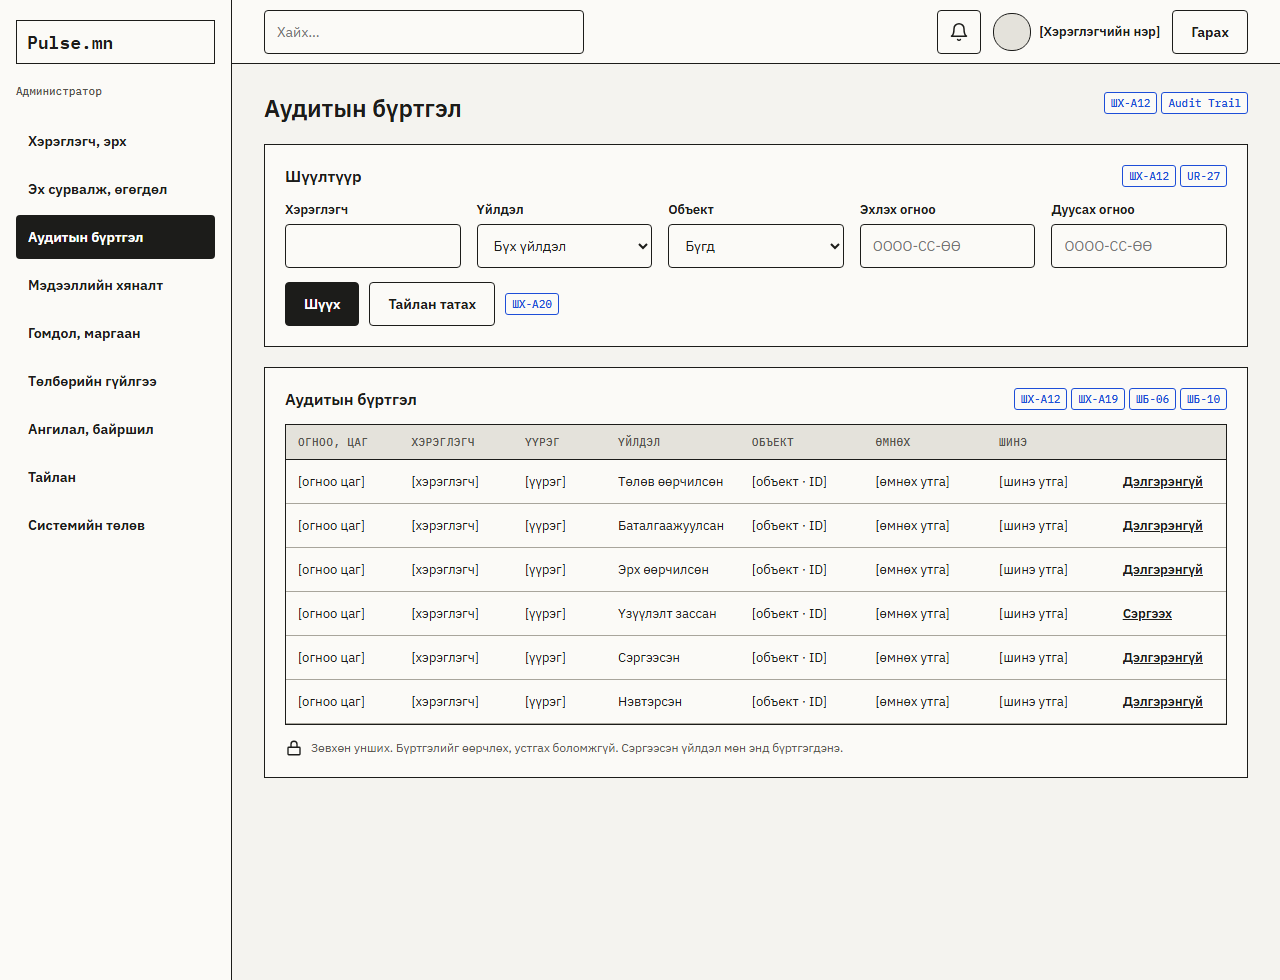 Pulse.mn
Администратор
Хэрэглэгч, эрх
Эх сурвалж, өгөгдөл
Аудитын бүртгэл
Мэдээллийн хяналт
Гомдол, маргаан
Төлбөрийн гүйлгээ
Ангилал, байршил
Тайлан
Системийн төлөв
Хайх...
[Хэрэглэгчийн нэр] Гарах
Аудитын бүртгэл ШХ-А12 Audit Trail
Шүүлтүүр ШХ-А12 UR-27
Хэрэглэгч Үйлдэл Объект Эхлэх огноо Дуусах огноо
Бүх үйлдэл Бүгд ОООО-СС-ӨӨ ОООО-СС-ӨӨ
Шүүх Тайлан татах ШХ-А20
Аудитын бүртгэл ШХ-А12 ШХ-А19 ШБ-06 ШБ-10
ОГНОО, ЦАГ ХЭРЭГЛЭГЧ ҮҮРЭГ ҮЙЛДЭЛ ОБЪЕКТ ӨМНӨХ ШИНЭ
[огноо цаг] [хэрэглэгч] [үүрэг] Төлөв өөрчилсөн [объект · ID] [өмнөх утга] [шинэ утга] Дэлгэрэнгүй
[огноо цаг] [хэрэглэгч] [үүрэг] Баталгаажуулсан [объект · ID] [өмнөх утга] [шинэ утга] Дэлгэрэнгүй
[огноо цаг] [хэрэглэгч] [үүрэг] Эрх өөрчилсөн [объект · ID] [өмнөх утга] [шинэ утга] Дэлгэрэнгүй
[огноо цаг] [хэрэглэгч] [үүрэг] Үзүүлэлт зассан [объект · ID] [өмнөх утга] [шинэ утга] Сэргээх
[огноо цаг] [хэрэглэгч] [үүрэг] Сэргээсэн [объект · ID] [өмнөх утга] [шинэ утга] Дэлгэрэнгүй
[огноо цаг] [хэрэглэгч] [үүрэг] Нэвтэрсэн [объект · ID] [өмнөх утга] [шинэ утга] Дэлгэрэнгүй
Зөвхөн унших. Бүртгэлийг өөрчлөх, устгах боломжгүй. Сэргээсэн үйлдэл мөн энд бүртгэгдэнэ.